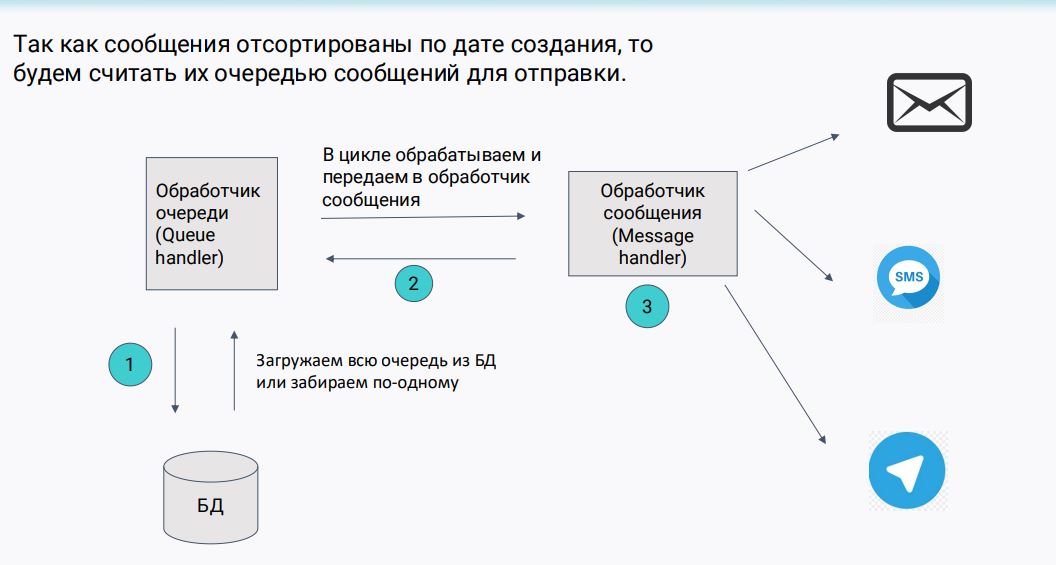 Так как сообщения отсортированы по дате создания, то
будем считать их очередью сообщений для отправки.
В цикле обрабатываем и
передаем в обработчик
сообщения
Обработчик
очереди
(Queue
handler)
Обработчик
сообщения
(Message
handler)
SMS
2
3
1
Загружаем всю очередь из БД
или забираем по-одному
БД